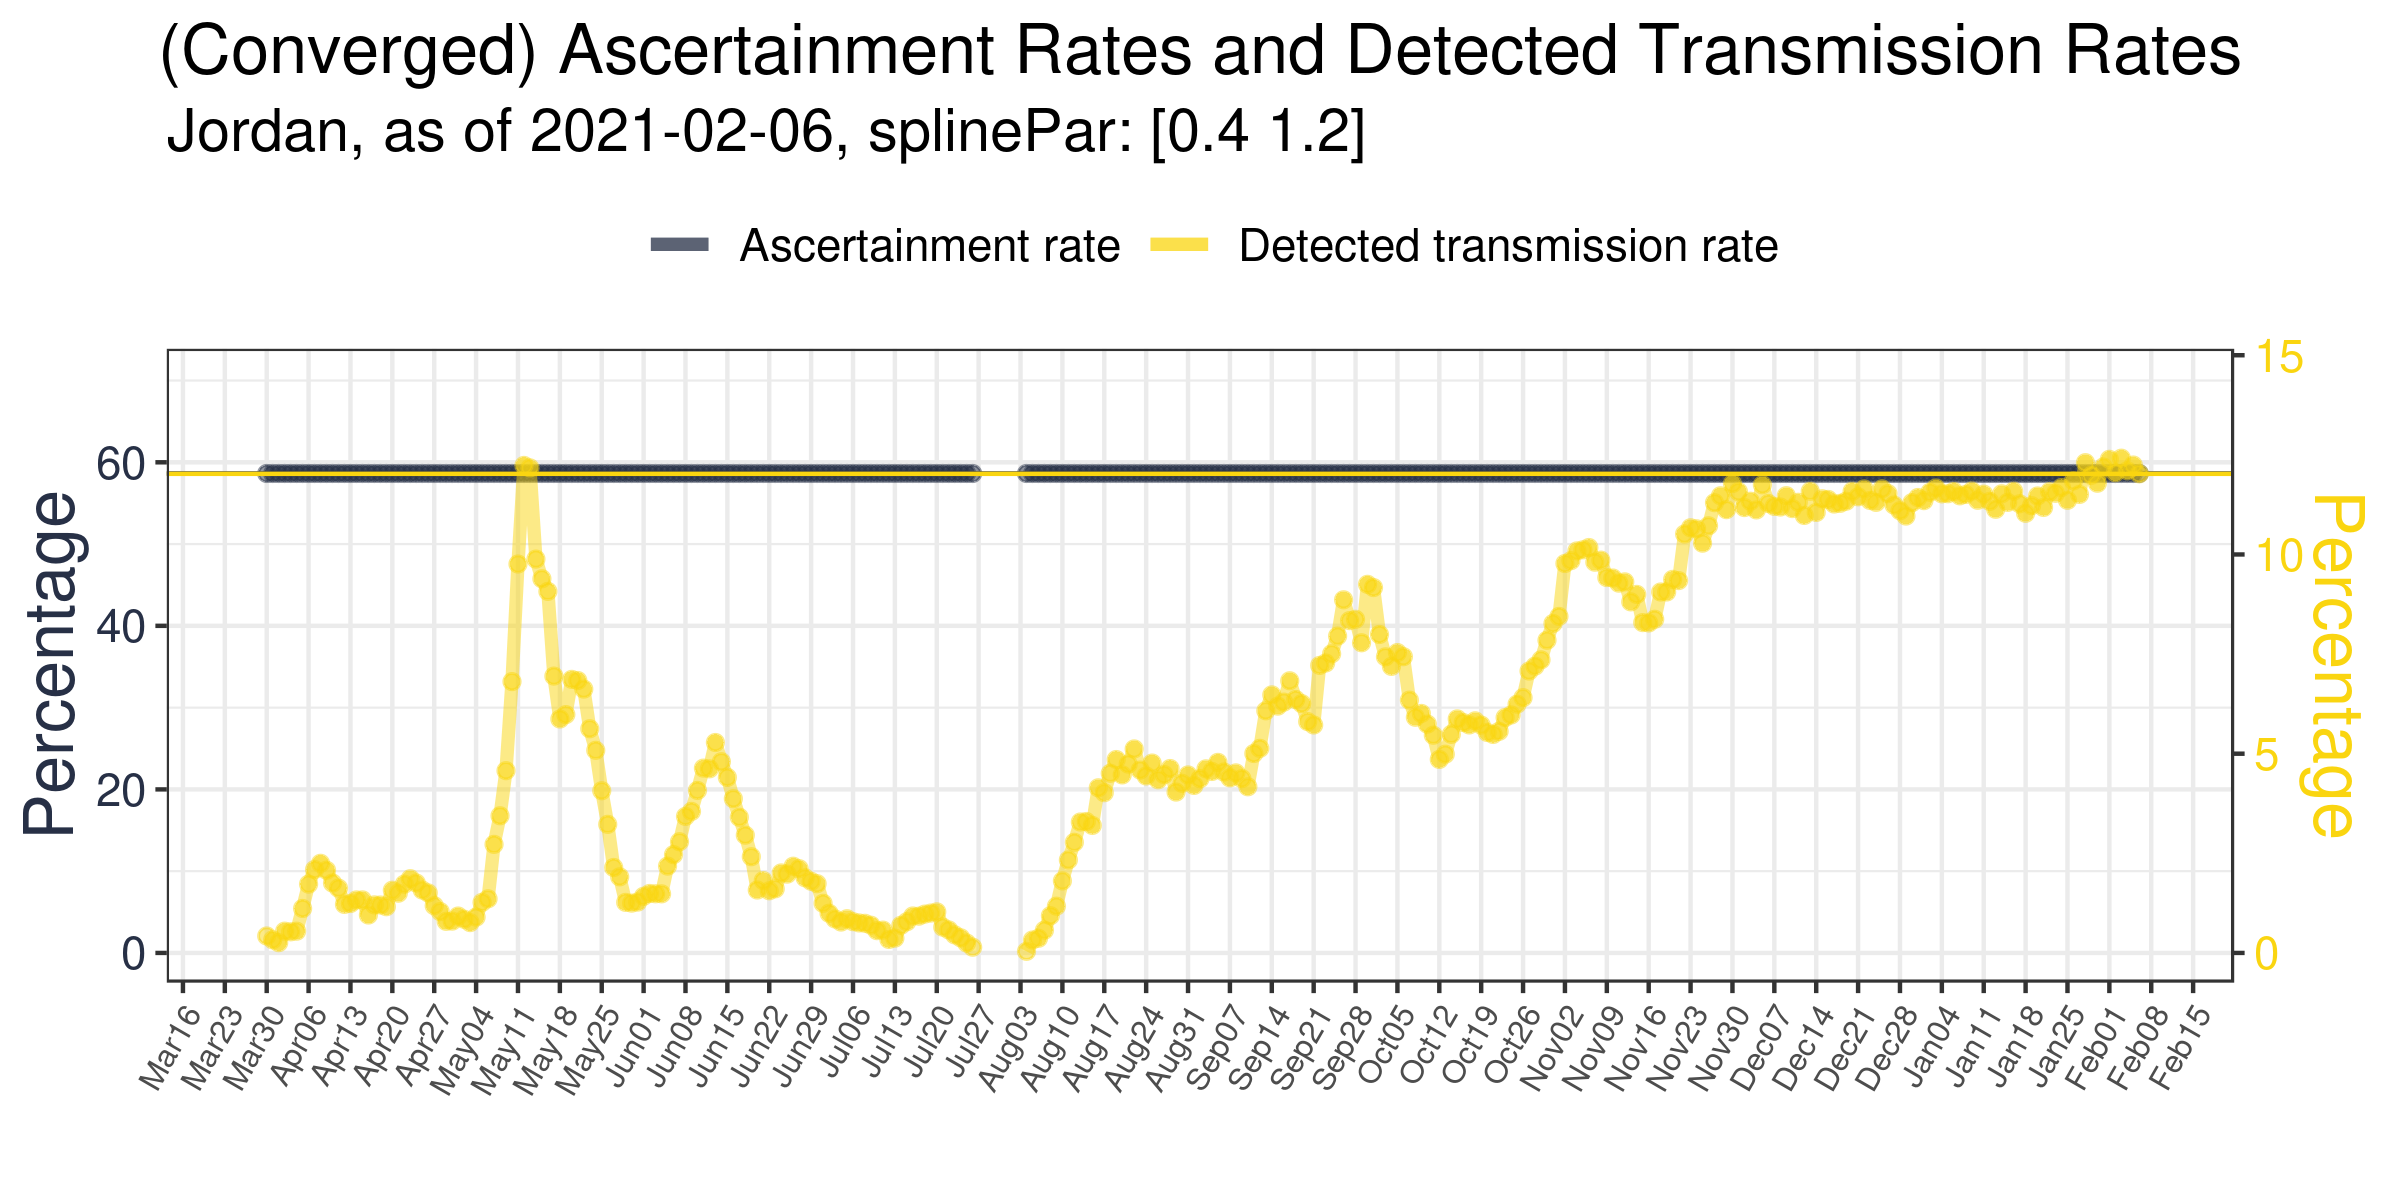 (Converged) Ascertainment Rates and Detected Transmission Rates
Jordan, as of 2021-02-06, splinePar: [0.4 1.2]
Ascertainment rate
Detected transmission rate
Percentage
60
40
20
0
15
10
5
0
Percentage
Mar16
Mar23
Mar30
Apr06
Apr13
Apr20
Apr27
May04
May11
May18
May25
Jun01
Jun08
Jun15
Jun22
Jun29
Jul06
Jul13
Jul20
Jul27
Aug03
Aug10
Aug17
Aug24
Aug31
Sep07
Sep14
Sep21
Sep28
Oct05
Oct12
Oct19
Oct26
Nov02
Nov09
Nov16
Nov23
Nov30
Dec07
Dec14
Dec21
Dec28
Jan04
Jan11
Jan18
Jan25
Feb01
Feb08
Feb15